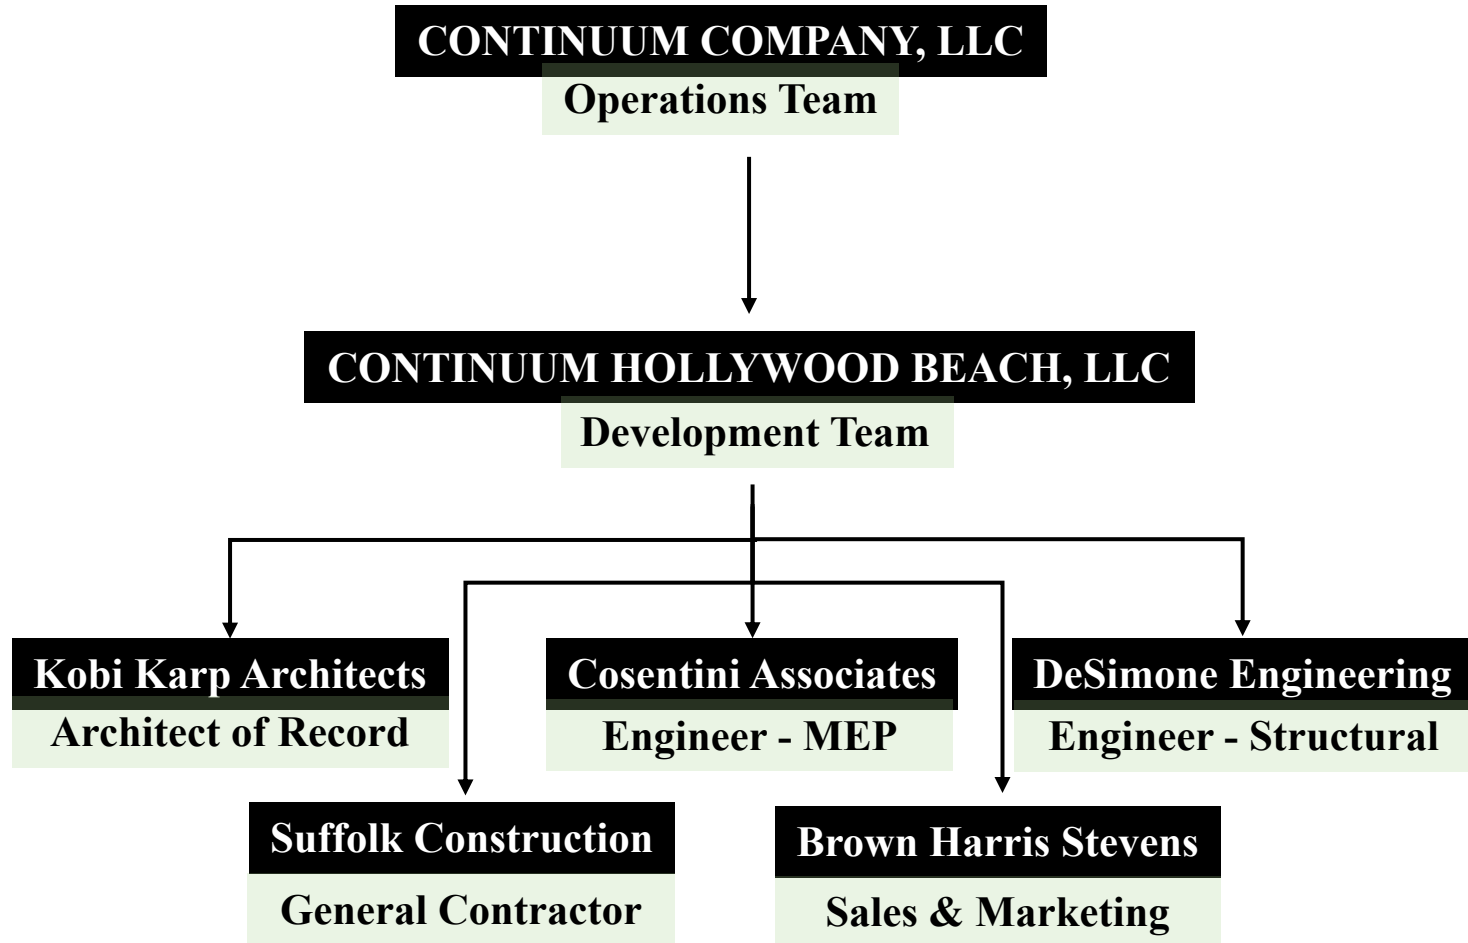 CONTINUUM COMPANY, LLC
Operations Team
CONTINUUM HOLLYWOOD BEACH, LLC
Development Team
Kobi Karp Architects
Architect of Record
Cosentini Associates
Engineer - MEP
DeSimone Engineering
Engineer - Structural
Suffolk Construction
General Contractor
Brown Harris Stevens
Sales & Marketing